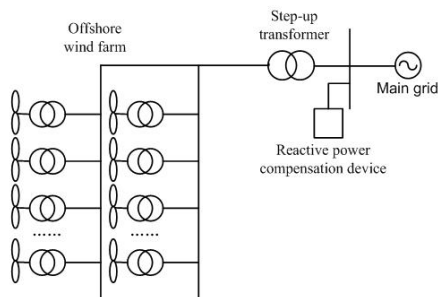 Offshore
wind farm
Step-up
transformer
Main grid
Reactive power
compensation device
......
......